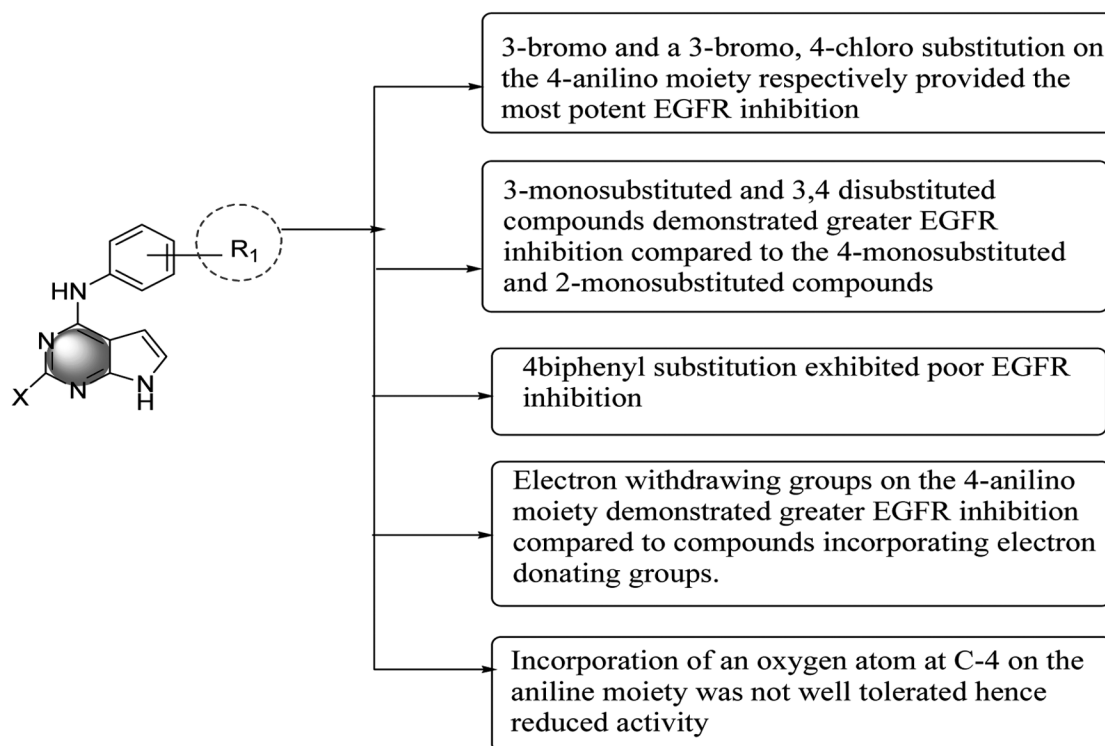 3-bromo and a 3-bromo, 4-chloro substitution on
the 4-anilino moiety respectively provided the
most potent EGFR inhibition
3-monosubstituted and 3,4 disubstituted
compounds demonstrated greater EGFR
inhibition compared to the 4-monosubstituted
and 2-monosubstituted compounds
R1
HN
N
N
N
H
X
4biphenyl substitution exhibited poor EGFR
inhibition
Electron withdrawing groups on the 4-anilino
moiety demonstrated greater EGFR inhibition
compared to compounds incorporating electron
donating groups.
Incorporation of an oxygen atom at C-4 on the
aniline moiety was not well tolerated hence
reduced activity